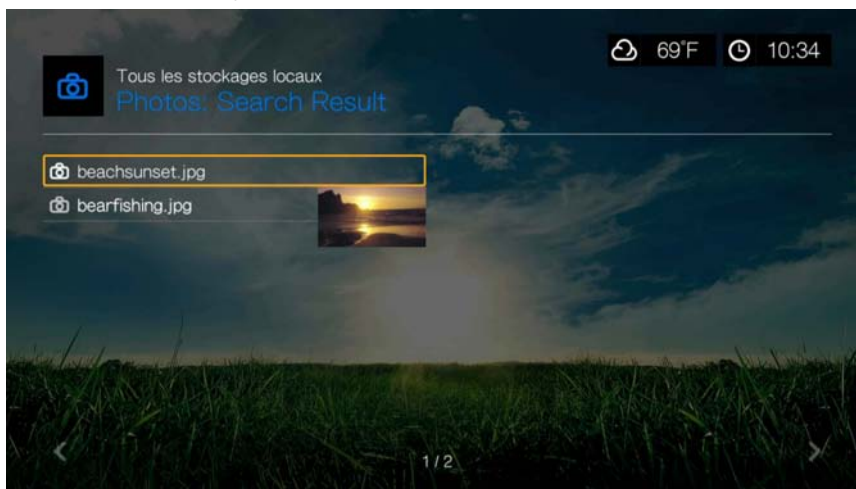 69°F 10:34
Tous les stockages locaux
Photos: Search Result
beachsunset.jpg
bearfishing.jpg
1/2